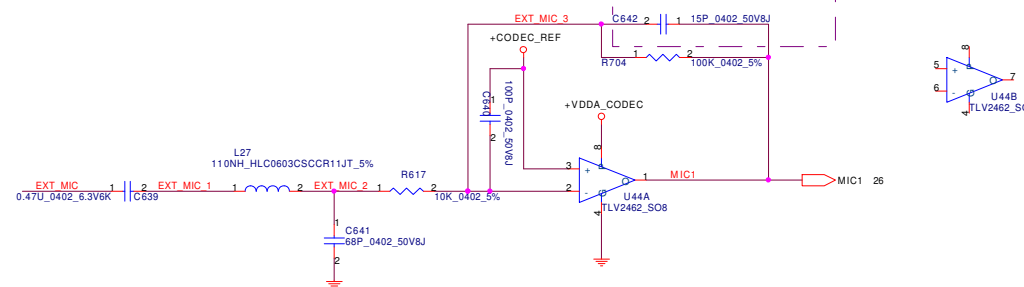 EXT_MIC_3
C642 2 1 15P_0402_50V8J
+CODEC_REF
R704 1 2 100K_0402_5%
8
5 + P
6 - G O 7
4
U44B
TLV2462_SO
1
C640
100P_0402_50V8J
2
+VDDA_CODEC
8
L27
110NH_HLC0603CSCCR11JT_5%
EXT_MIC 1 2 EXT_MIC_1 1 2 EXT_MIC_2 1 R617 2
0.47U_0402_6.3V6K C639
10K_0402_5%
3 + P
2 - G O 1 MIC1
MIC1 26
4
U44A
TLV2462_SO8
1
C641
68P_0402_50V8J
2